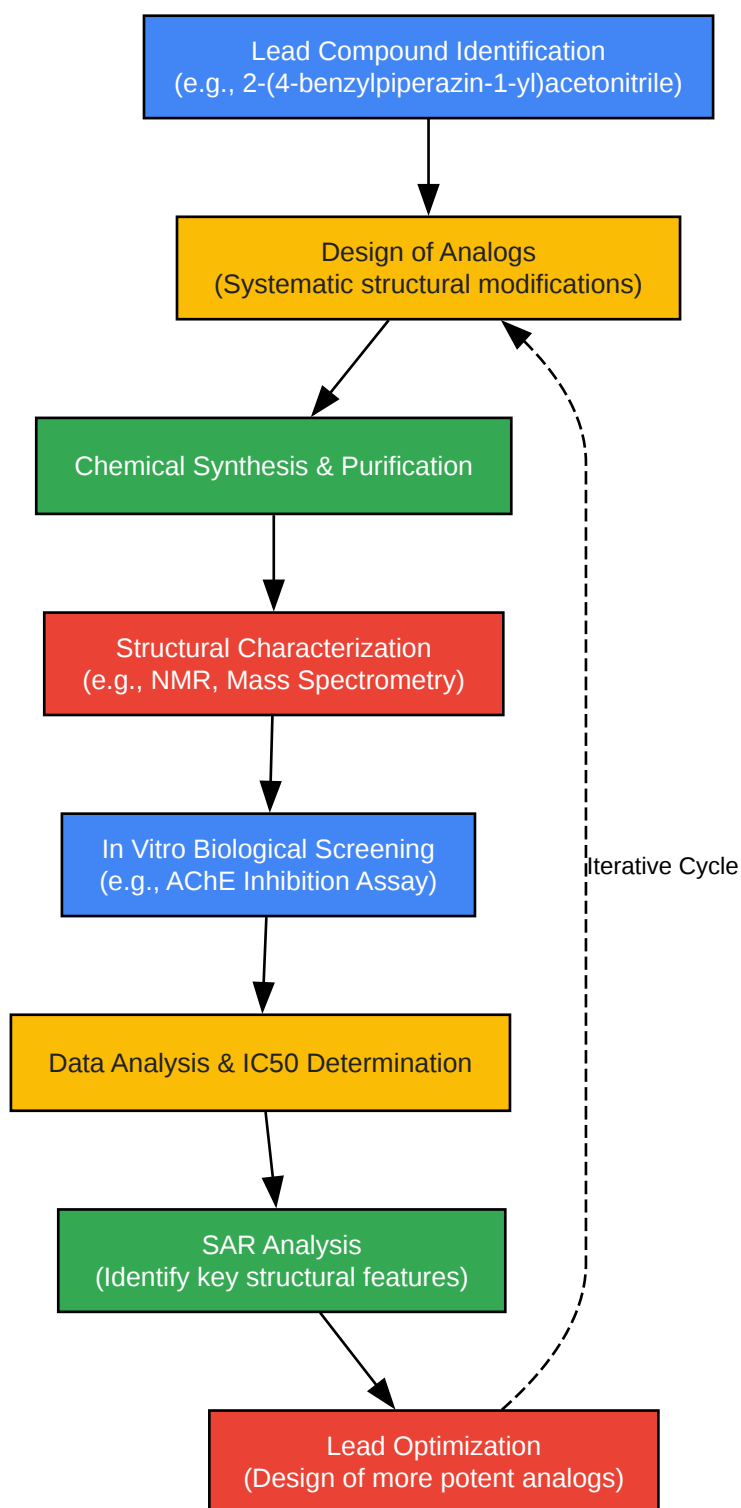 Lead Compound Identification
(e.g., 2-(4-benzylpiperazin-1-yl)acetonitrile)
Design of Analogs
(Systematic structural modifications)
Chemical Synthesis & Purification
Structural Characterization
(e.g., NMR, Mass Spectrometry)
In Vitro Biological Screening
(e.g., AChE Inhibition Assay)
Iterative Cycle
Data Analysis & IC50 Determination
SAR Analysis
(Identify key structural features)
Lead Optimization
(Design of more potent analogs)